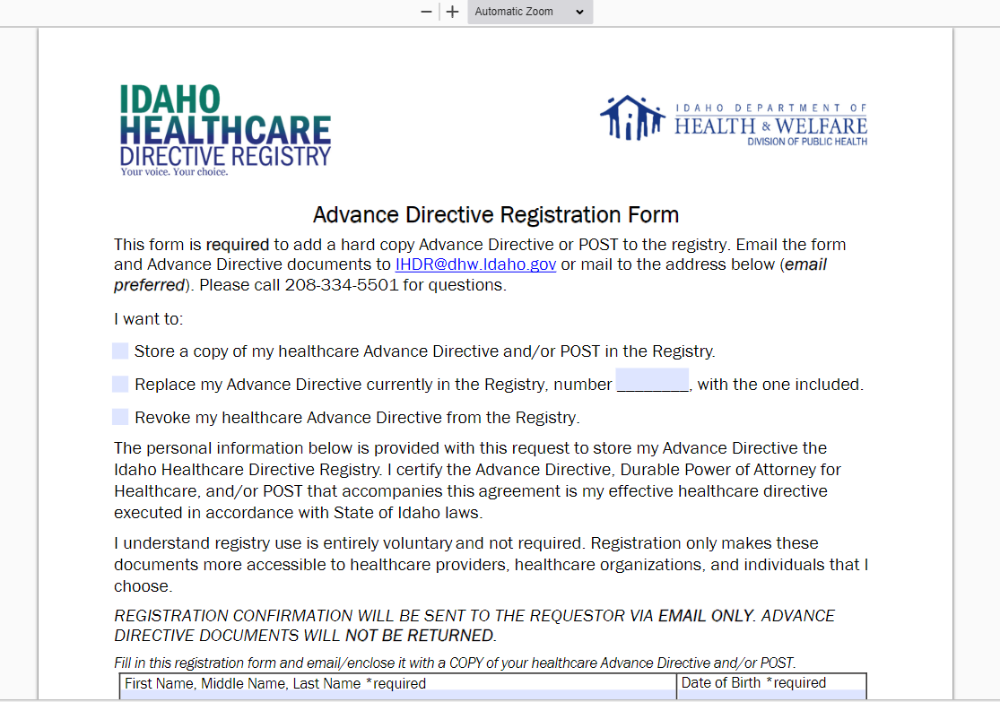 Automatic Zoom
IDAHO
HEALTHCARE
DIRECTIVE REGISTRY
Your voice. Your choice.
IDAHO DEPARTMENT OF
HEALTH & WELFARE
DIVISION OF PUBLIC HEALTH
Advance Directive Registration Form
This form is required to add a hard copy Advance Directive or POST to the registry. Email the form
and Advance Directive documents to IHDR@dhw.Idaho.gov or mail to the address below (email
preferred). Please call 208-334-5501 for questions.
I want to:
Store a copy of my healthcare Advance Directive and/or POST in the Registry.
Replace my Advance Directive currently in the Registry, number ________, with the one included.
Revoke my healthcare Advance Directive from the Registry.
The personal information below is provided with this request to store my Advance Directive the
Idaho Healthcare Directive Registry. I certify the Advance Directive, Durable Power of Attorney for
Healthcare, and/or POST that accompanies this agreement is my effective healthcare directive
executed in accordance with State of Idaho laws.
I understand registry use is entirely voluntary and not required. Registration only makes these
documents more accessible to healthcare providers, healthcare organizations, and individuals that I
choose.
REGISTRATION CONFIRMATION WILL BE SENT TO THE REQUESTOR VIA EMAIL ONLY. ADVANCE
DIRECTIVE DOCUMENTS WILL NOT BE RETURNED.
Fill in this registration form and email/enclose it with a COPY of your healthcare Advance Directive and/or POST.
First Name, Middle Name, Last Name *required
Date of Birth *required